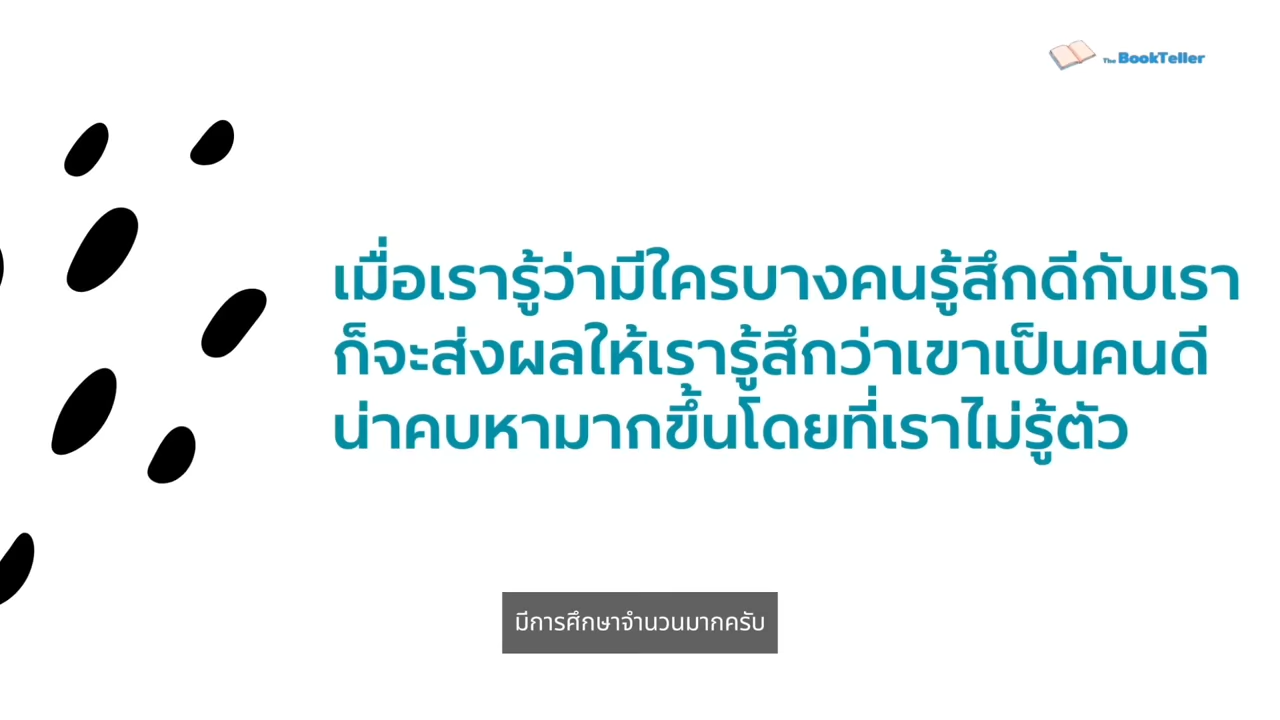 The BookTeller
เมื่อเรารู้ว่ามีใครบางคนรู้สึกดีกับเรา
ก็จะส่งผลให้เรารู้สึกว่าเขาเป็นคนดี
น่าคบหามากขึ้นโดยที่เราไม่รู้ตัว
มีการศึกษาจำนวนมากครับ